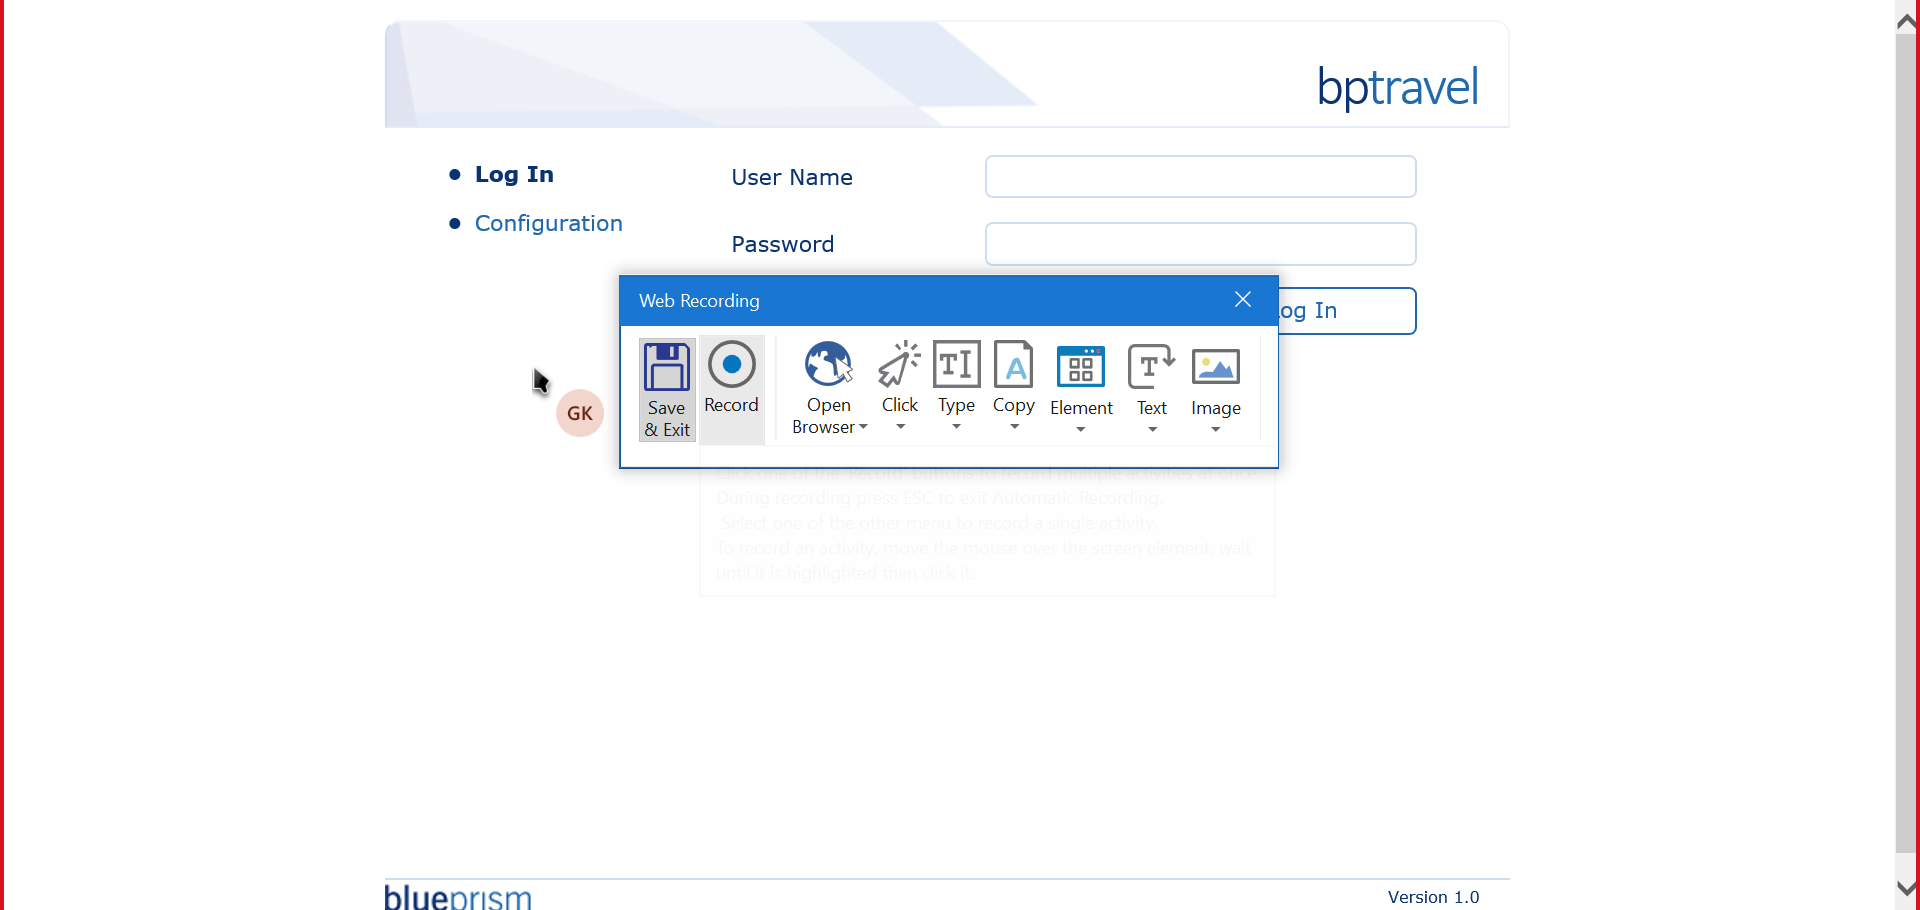 bptravel
Log In
User Name
Configuration
Password
Web Recording
og In
GK
Save & Exit
Record
Open Browser
Click
Type
Copy
Element
Text
Image
Click one of the 'Record' buttons to record multiple activities at once.
During recording press ESC to exit Automatic Recording.
Select one of the other menu to record a single activity.
To record an activity, move the mouse over the screen element, wait
until it is highlighted then click it.
blueprism
Version 1.0